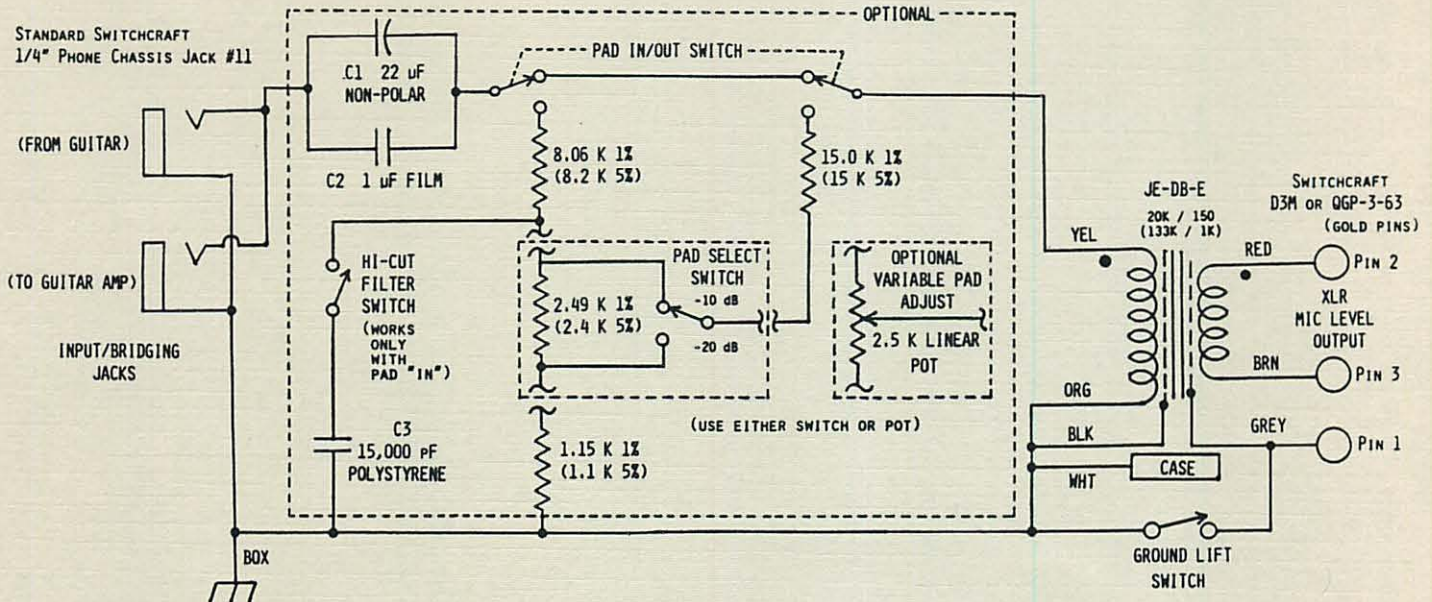 OPTIONAL
STANDARD SWITCHCRAFT
1/4" PHONE CHASSIS JACK #11
PAD IN/OUT SWITCH
C1 22 uF
NON-POLAR
(FROM GUITAR)
C2 1 uF FILM
8.06 K 1%
(8.2 K 5%)
15.0 K 1%
(15 K 5%)
JE-DB-E
20K / 150
(133K / 1K)
SWITCHCRAFT
D3M OR QGP-3-63
(GOLD PINS)
YEL
RED
PIN 2
(TO GUITAR AMP)
HI-CUT
FILTER
SWITCH
(WORKS
ONLY
WITH
PAD "IN")
2.49 K 1%
(2.4 K 5%)
PAD SELECT
SWITCH
-10 dB
-20 dB
OPTIONAL
VARIABLE PAD
ADJUST
2.5 K LINEAR
POT
XLR
MIC LEVEL
OUTPUT
INPUT/BRIDGING
JACKS
BRN
PIN 3
ORG
(USE EITHER SWITCH OR POT)
C3
15,000 pF
POLYSTYRENE
1.15 K 1%
(1.1 K 5%)
BLK
GREY
PIN 1
CASE
WHT
BOX
GROUND LIFT
SWITCH